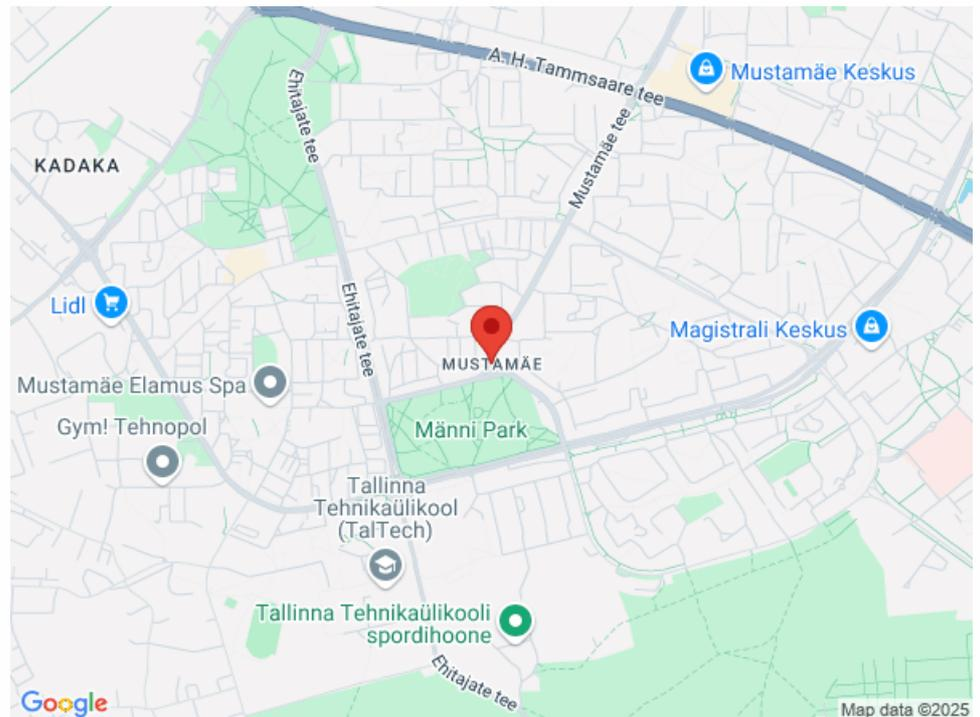 A. H. Tammsaare tee
Mustamäe Keskus
Ehitajate tee
Mustamäe tee
KADAKA
Lidl
Ehitajate tee
Magistrali Keskus
MUSTAMÄE
Mustamäe Elamus Spa
Gym! Tehnopol
Männi Park
Tallinna
Tehnikaülikool
(TalTech)
Tallinna Tehnikaülikooli
spordihoone
Ehitajate tee
Google
Map data ©2025